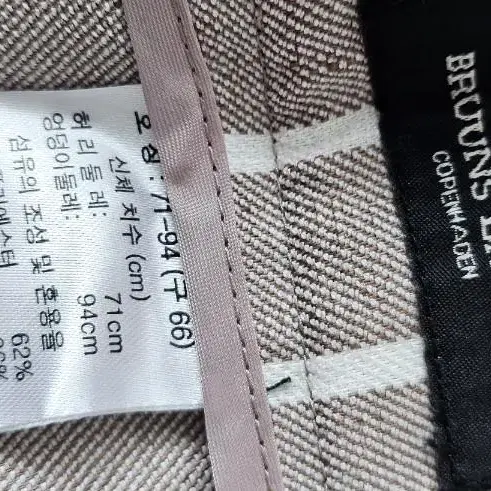 BRUUNS
COPENHAGEN
호 칭 : 71-94 (구 66)
신체 치수 (cm)
허리 둘레: 71cm
엉덩이둘레: 94cm
섬유의 조성 및 혼용율
62%